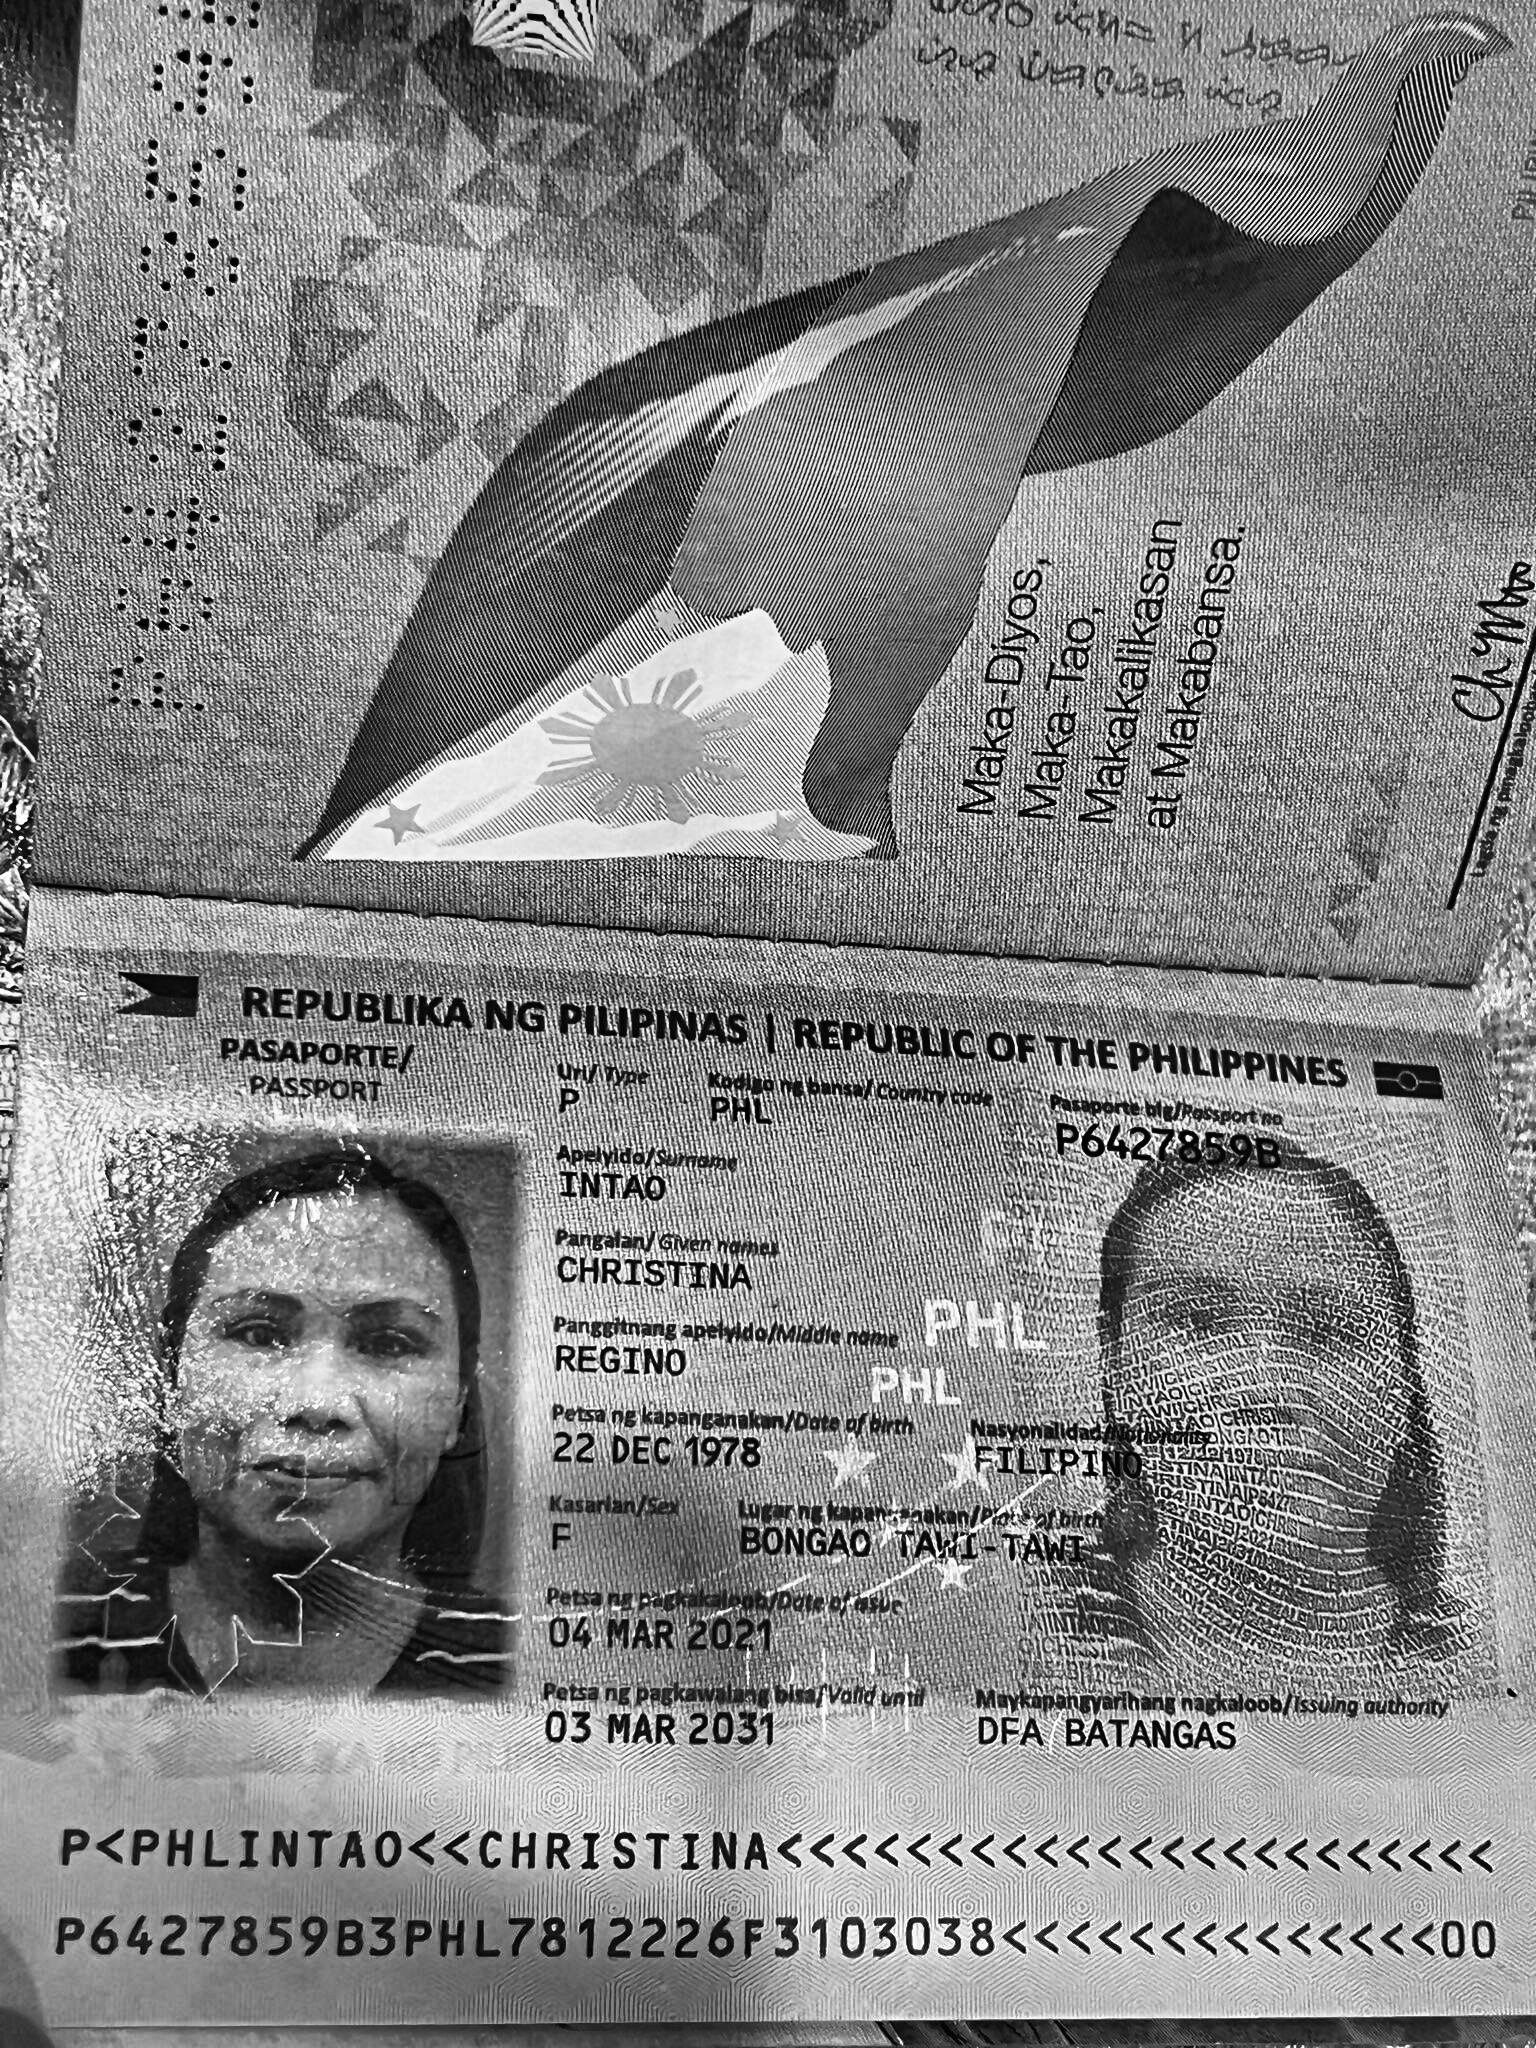 P6427859B
Maka-Diyos,
Maka-Tao,
Makakalikasan
at Makabansa.
REPUBLIKA NG PILIPINAS | REPUBLIC OF THE PHILIPPINES
PASAPORTE/
PASSPORT
Uri/ Type
Kodigo ng bansa/ Country code
Pasaporte blg/Passport no
P
PHL
P6427859B
Apelyido/Surname
INTAO
Pangalan/ Given names
CHRISTINA
Panggitnang apelyido/Middle name
REGINO
PHL
PHL
Petsa ng kapanganakan/Date of birth
Nasyonalidad/Nationality
22 DEC 1978
FILIPINO
Kasarian/Sex
Lugar ng kapanganakan/Place of birth
F
BONGAO TAWI-TAWI
Petsa ng pagkakaloob/Date of issue
04 MAR 2021
Petsa ng pagkawalang bisa/Valid until
Maykapangyarihang nagkaloob/Issuing authority
03 MAR 2031
DFA BATANGAS
P<PHLINTAO<<CHRISTINA<<<<<<<<<<<<<<<<<<<<<<<
P6427859B3PHL7812226F3103038<<<<<<<<<<<<<<00